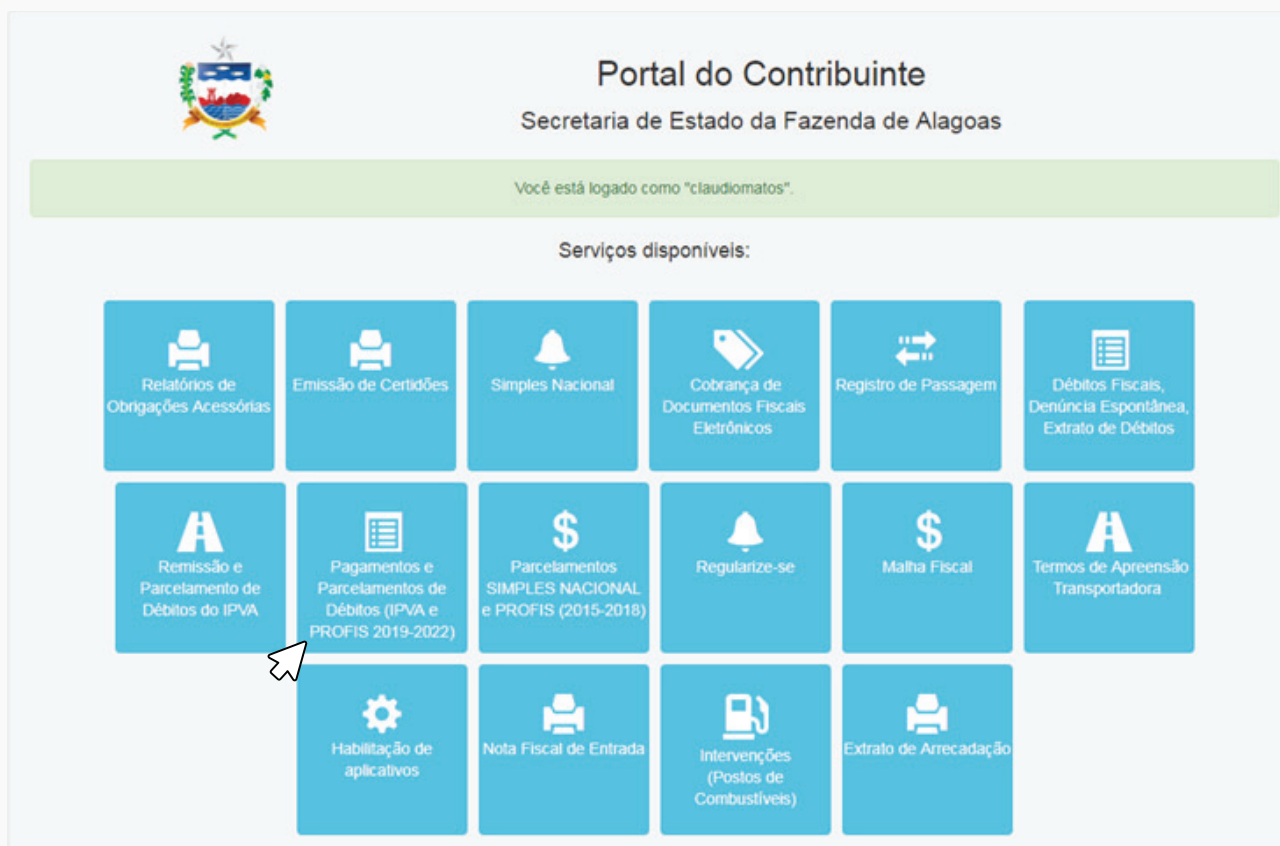 Portal do Contribuinte
Secretaria de Estado da Fazenda de Alagoas
Você está logado como "claudiomatos".
Serviços disponíveis:
Relatórios de
Obrigações Acessórias
Emissão de Certidões
Simples Nacional
Cobrança de
Documentos Fiscais
Eletrônicos
Registro de Passagem
Débitos Fiscais,
Denúncia Espontânea,
Extrato de Débitos
Remissão e
Parcelamento de
Débitos do IPVA
Pagamentos e
Parcelamentos de
Débitos (IPVA e
PROFIS 2019-2022)
Parcelamentos
SIMPLES NACIONAL
e PROFIS (2015-2018)
Regularize-se
Malha Fiscal
Termos de Apreensão
Transportadora
Habilitação de
aplicativos
Nota Fiscal de Entrada
Intervenções
(Postos de
Combustíveis)
Extrato de Arrecadação